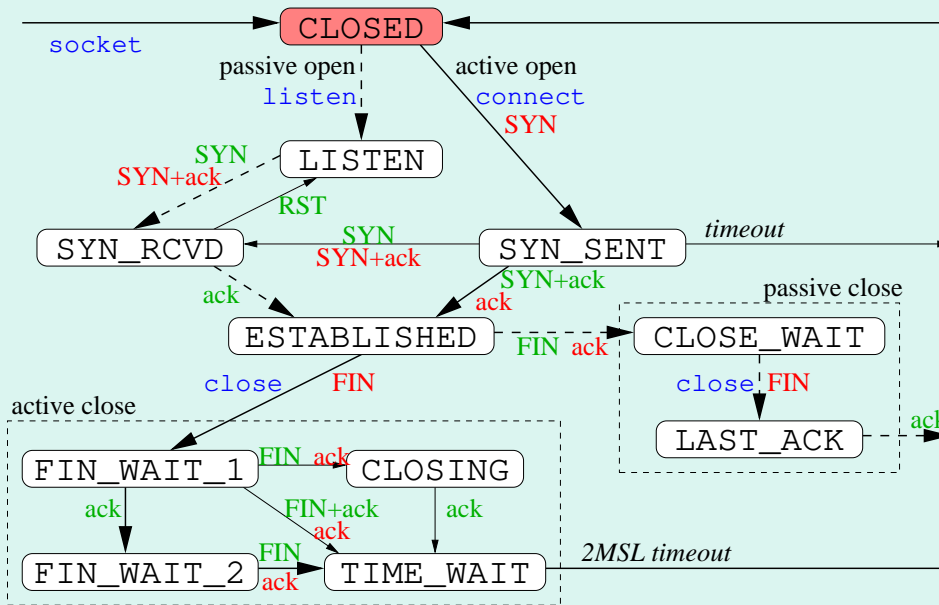 CLOSED
socket
passive open
active open
listen
connect
SYN
LISTEN
SYN
SYN+ack
RST
SYN_RCVD
SYN
SYN+ack
SYN_SENT
timeout
ack
SYN+ack
ack
passive close
ESTABLISHED
FIN ack
CLOSE_WAIT
close FIN
close FIN
active close
LAST_ACK
ack
FIN_WAIT_1
FIN ack
CLOSING
ack
FIN+ack
ack
ack
FIN_WAIT_2
FIN
ack
TIME_WAIT
2MSL timeout